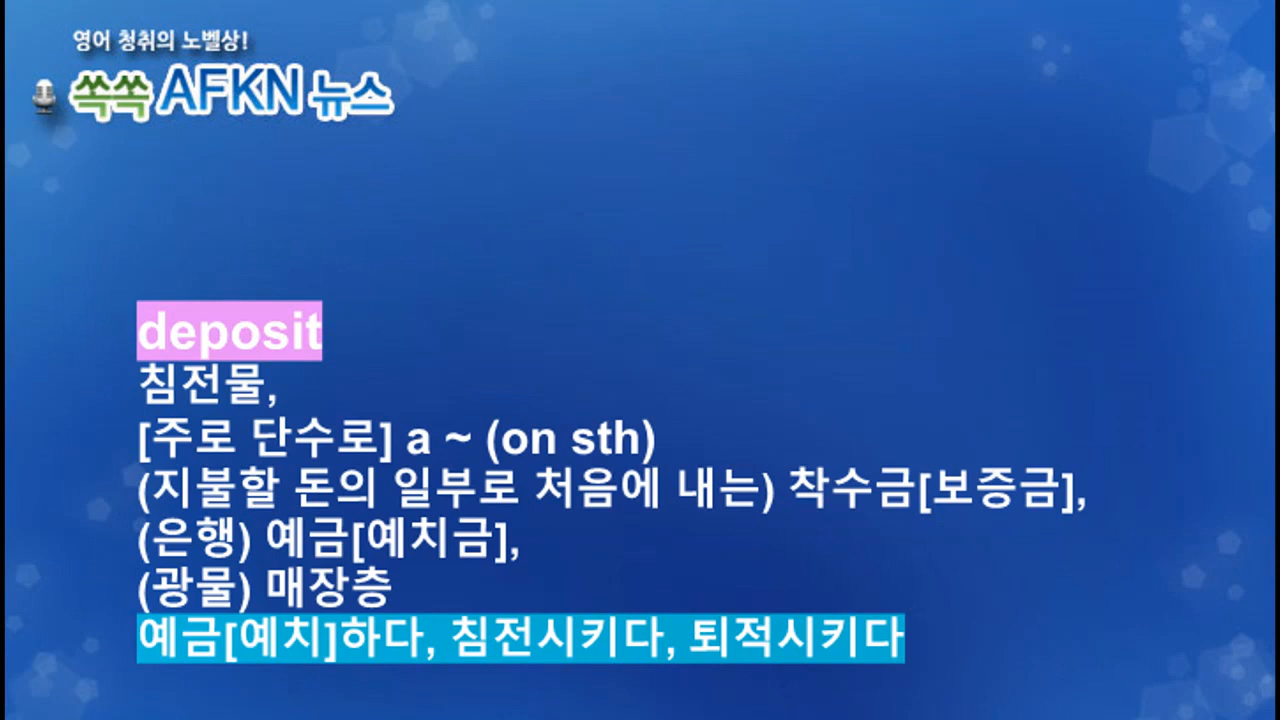 영어 청취의 노벨상!
쏙쏙 AFKN 뉴스
deposit
침전물,
[주로 단수로] a ~ (on sth)
(지불할 돈의 일부로 처음에 내는) 착수금[보증금],
(은행) 예금[예치금],
(광물) 매장층
예금[예치]하다, 침전시키다, 퇴적시키다